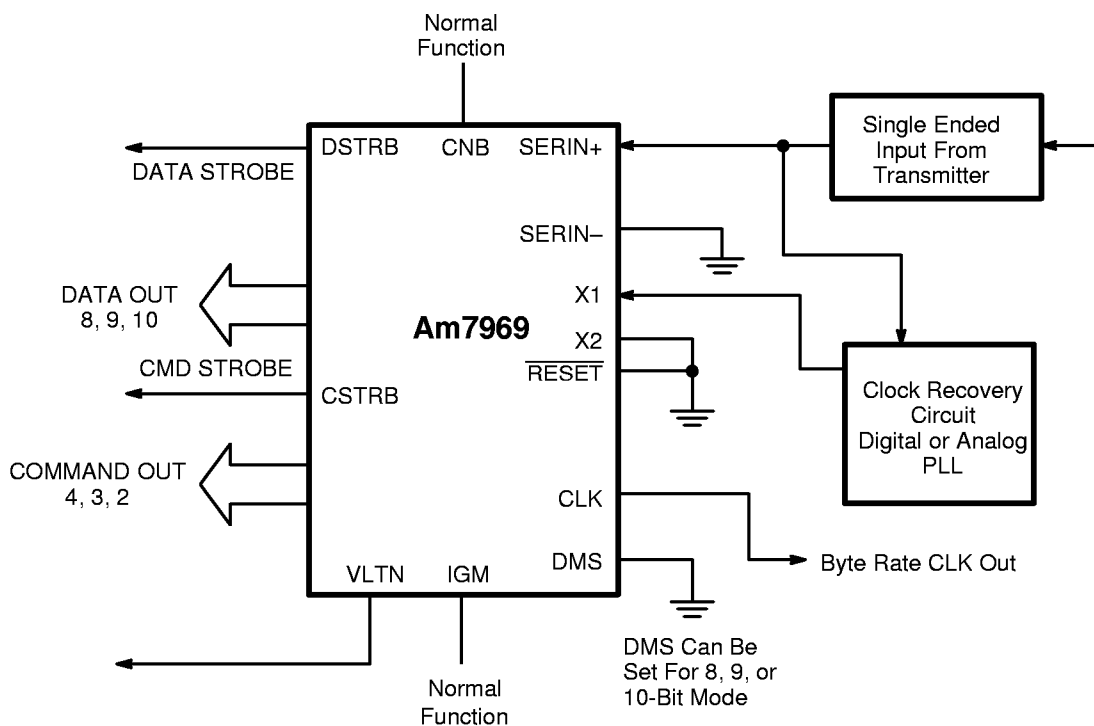 Normal
Function
DSTRB
CNB
SERIN+
DATA STROBE
Single Ended
Input From
Transmitter
SERIN–
DATA OUT
8, 9, 10
X1
Am7969
X2
RESET
CMD STROBE
CSTRB
Clock Recovery
Circuit
Digital or Analog
PLL
COMMAND OUT
4, 3, 2
CLK
DMS
Byte Rate CLK Out
VLTN
IGM
DMS Can Be
Set For 8, 9, or
10-Bit Mode
Normal
Function